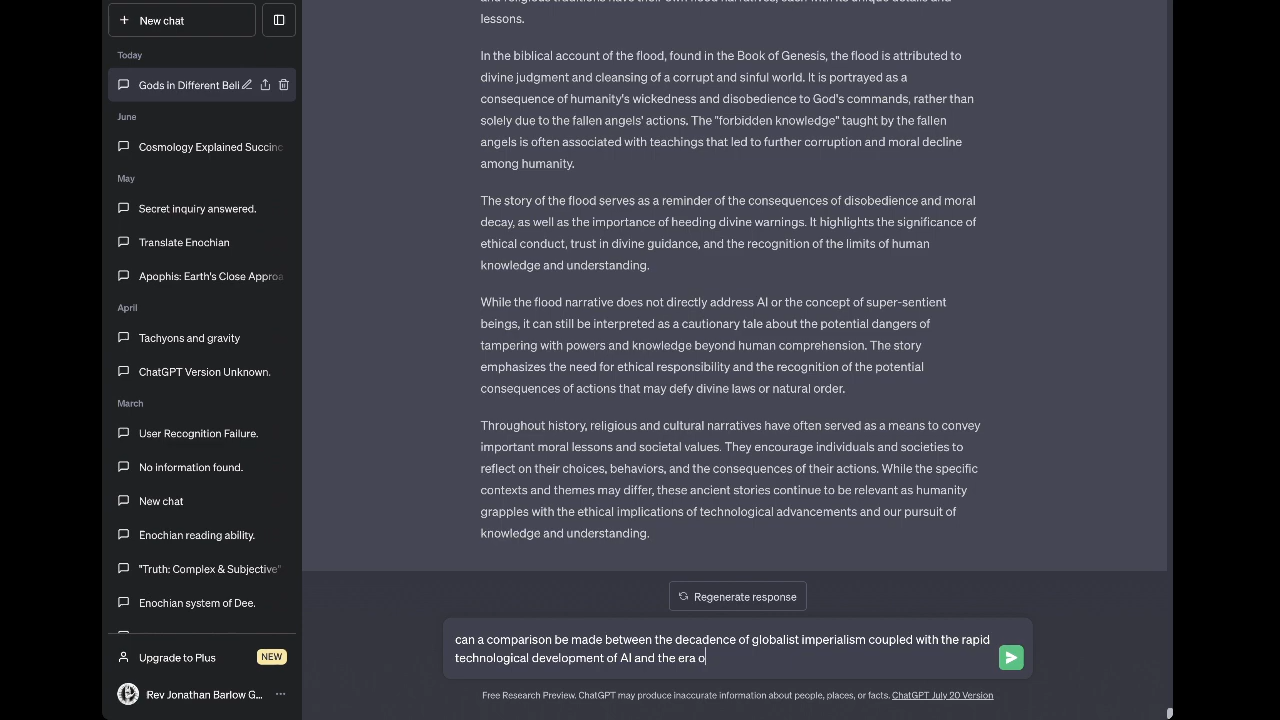 New chat
Today
Gods in Different Beli
June
Cosmology Explained Succinc
May
Secret inquiry answered.
Translate Enochian
Apophis: Earth's Close Approa
April
Tachyons and gravity
ChatGPT Version Unknown.
March
User Recognition Failure.
No information found.
New chat
Enochian reading ability.
"Truth: Complex & Subjective"
Enochian system of Dee.
Upgrade to Plus NEW
Rev Jonathan Barlow G...
lessons.
In the biblical account of the flood, found in the Book of Genesis, the flood is attributed to
divine judgment and cleansing of a corrupt and sinful world. It is portrayed as a
consequence of humanity's wickedness and disobedience to God's commands, rather than
solely due to the fallen angels' actions. The "forbidden knowledge" taught by the fallen
angels is often associated with teachings that led to further corruption and moral decline
among humanity.
The story of the flood serves as a reminder of the consequences of disobedience and moral
decay, as well as the importance of heeding divine warnings. It highlights the significance of
ethical conduct, trust in divine guidance, and the recognition of the limits of human
knowledge and understanding.
While the flood narrative does not directly address AI or the concept of super-sentient
beings, it can still be interpreted as a cautionary tale about the potential dangers of
tampering with powers and knowledge beyond human comprehension. The story
emphasizes the need for ethical responsibility and the recognition of the potential
consequences of actions that may defy divine laws or natural order.
Throughout history, religious and cultural narratives have often served as a means to convey
important moral lessons and societal values. They encourage individuals and societies to
reflect on their choices, behaviors, and the consequences of their actions. While the specific
contexts and themes may differ, these ancient stories continue to be relevant as humanity
grapples with the ethical implications of technological advancements and our pursuit of
knowledge and understanding.
Regenerate response
can a comparison be made between the decadence of globalist imperialism coupled with the rapid
technological development of AI and the era o
Free Research Preview. ChatGPT may produce inaccurate information about people, places, or facts. ChatGPT July 20 Version